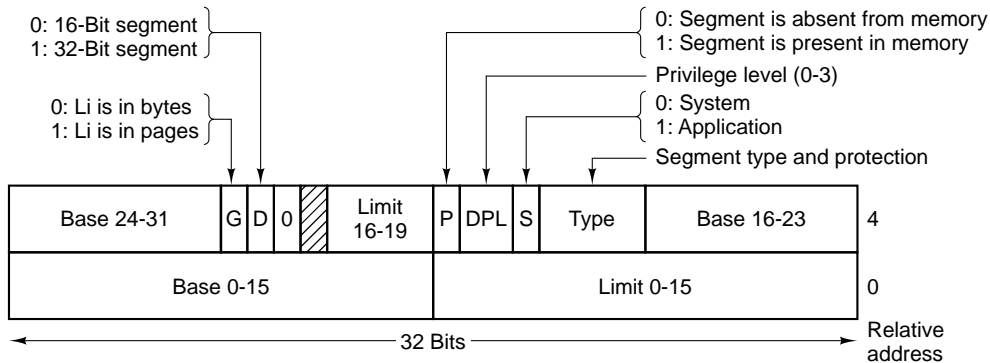 0: 16-Bit segment
1: 32-Bit segment
0: Li is in bytes
1: Li is in pages
0: Segment is absent from memory
1: Segment is present in memory
Privilege level (0-3)
0: System
1: Application
Segment type and protection
Base 24-31 G D 0 Limit 16-19 P DPL S Type Base 16-23 4
Base 0-15 Limit 0-15 0
32 Bits
Relative
address